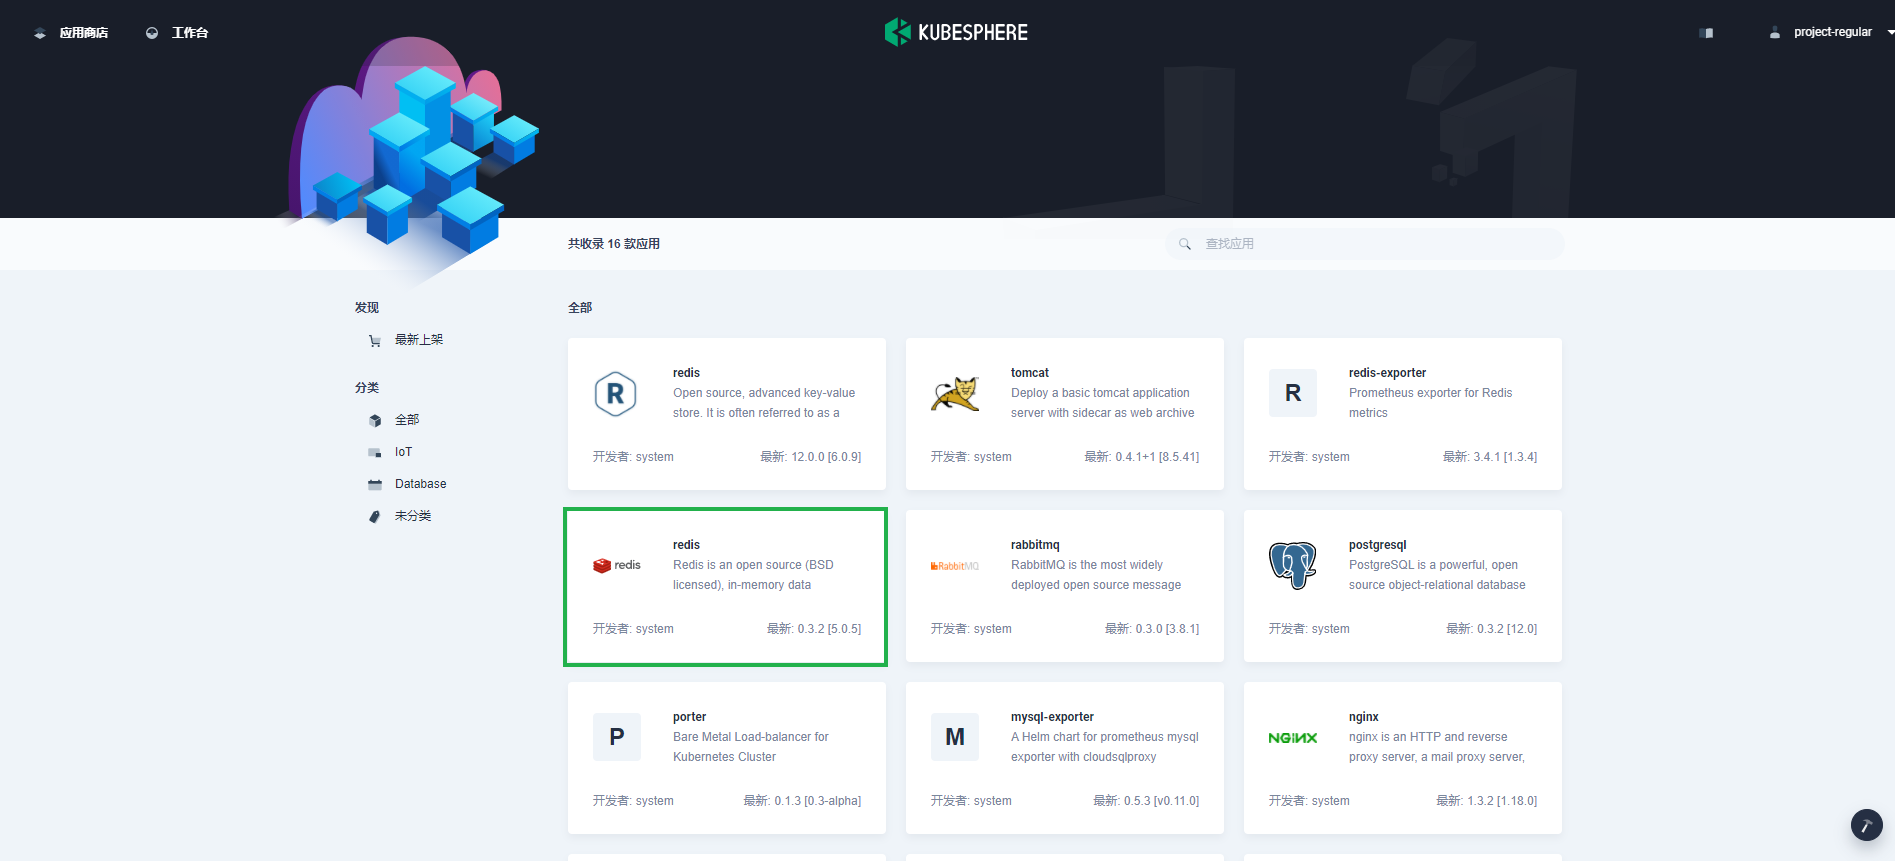 应用商店
工作台
KUBESPHERE
project-regular
共收录 16 款应用
查找应用
发现
最新上架
分类
全部
IoT
Database
未分类
全部
redis
Open source, advanced key-value
store. It is often referred to as a
开发者: system
最新: 12.0.0 [6.0.9]
tomcat
Deploy a basic tomcat application
server with sidecar as web archive
开发者: system
最新: 0.4.1+1 [8.5.41]
R
redis-exporter
Prometheus exporter for Redis
metrics
开发者: system
最新: 3.4.1 [1.3.4]
redis
redis
Redis is an open source (BSD
licensed), in-memory data
开发者: system
最新: 0.3.2 [5.0.5]
RabbitMQ
rabbitmq
RabbitMQ is the most widely
deployed open source message
开发者: system
最新: 0.3.0 [3.8.1]
postgresql
PostgreSQL is a powerful, open
source object-relational database
开发者: system
最新: 0.3.2 [12.0]
P
porter
Bare Metal Load-balancer for
Kubernetes Cluster
开发者: system
最新: 0.1.3 [0.3-alpha]
M
mysql-exporter
A Helm chart for prometheus mysql
exporter with cloudsqlproxy
开发者: system
最新: 0.5.3 [v0.11.0]
NGINX
nginx
nginx is an HTTP and reverse
proxy server, a mail proxy server,
开发者: system
最新: 1.3.2 [1.18.0]